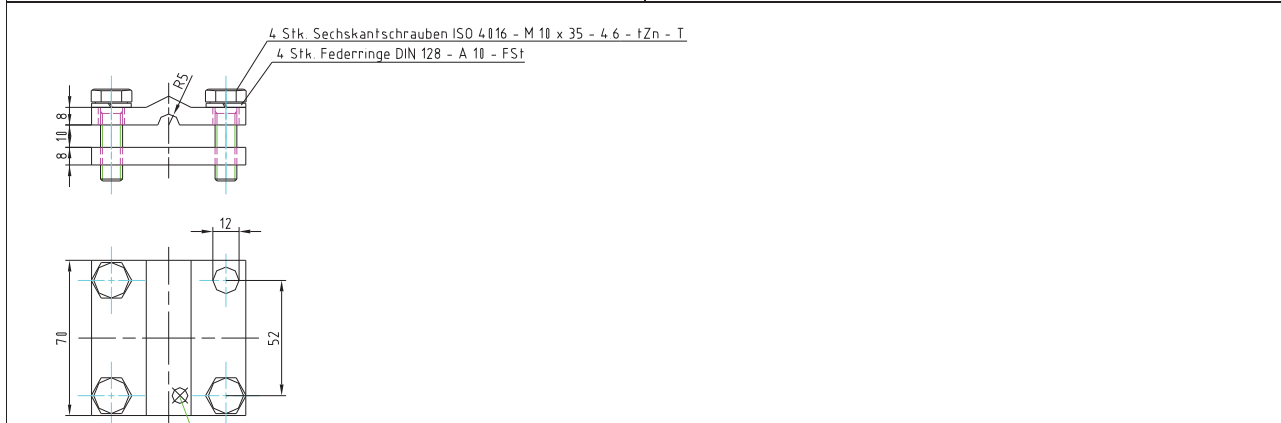 4 Stk. Sechskantschrauben ISO 4016 - M 10 x 35 - 4.6 - tZn - T
4 Stk. Federringe DIN 128 - A 10 - FSt
R5
8
10
8
12
70
52